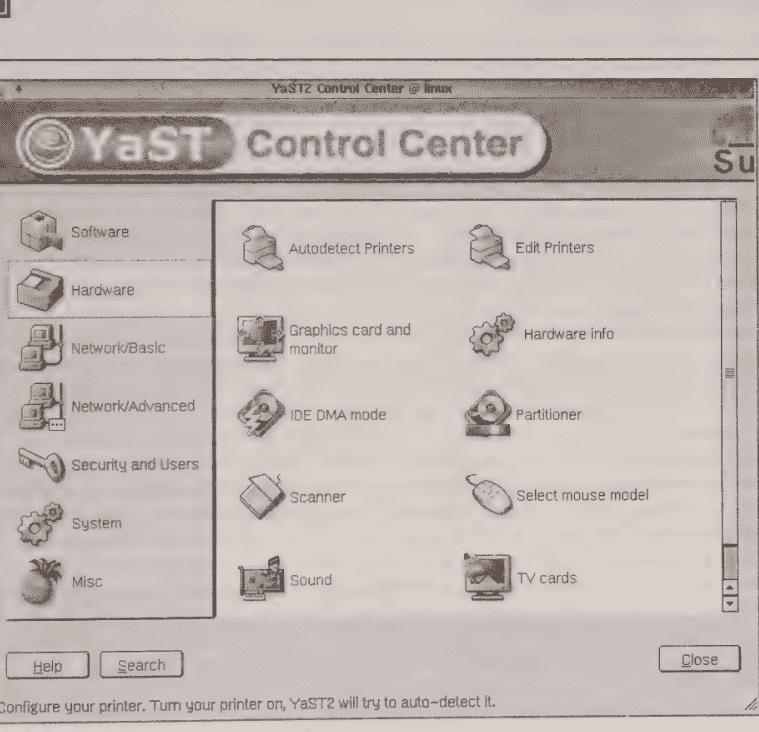 YaST2 Control Center @ linux
YaST Control Center
Su
Software
Hardware
Network/Basic
Network/Advanced
Security and Users
System
Misc
Autodetect Printers
Edit Printers
Graphics card and
monitor
Hardware info
IDE DMA mode
Partitioner
Scanner
Select mouse model
Sound
TV cards
Help
Search
Close
Configure your printer. Turn your printer on, YaST2 will try to auto-detect it.